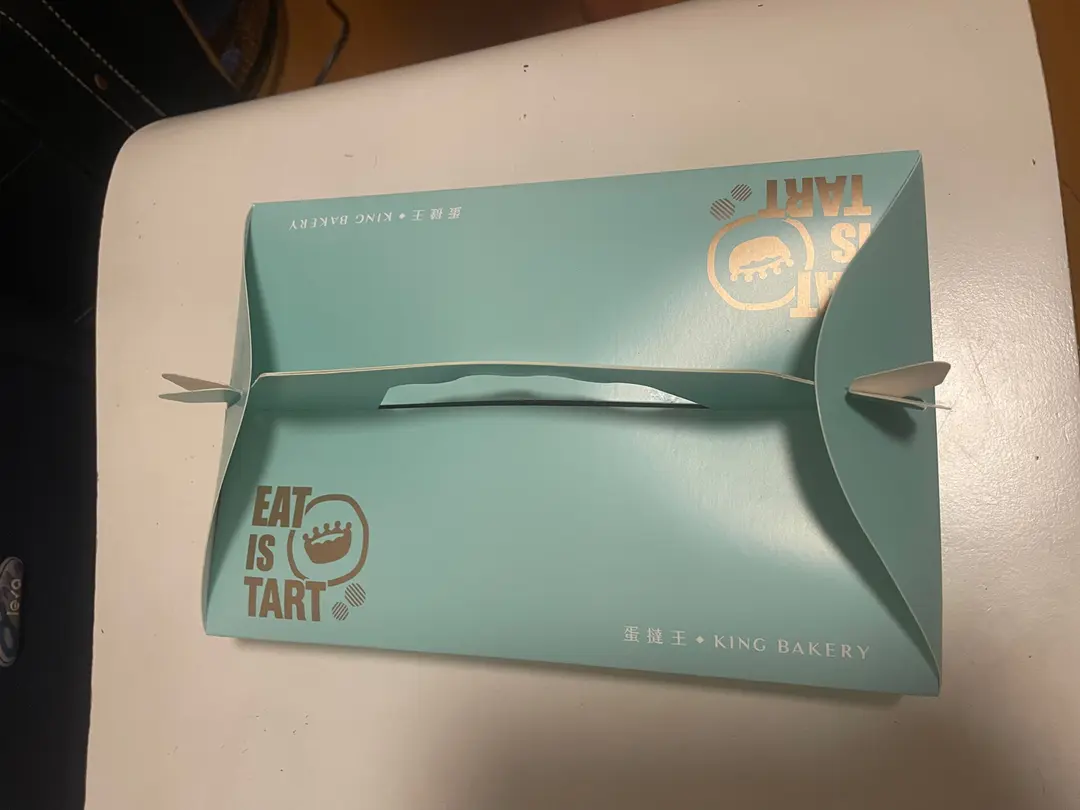 蛋撻王 ◆ KING BAKERY
EAT
IS
TART
EAT
IS
TART
蛋撻王 ◆ KING BAKERY